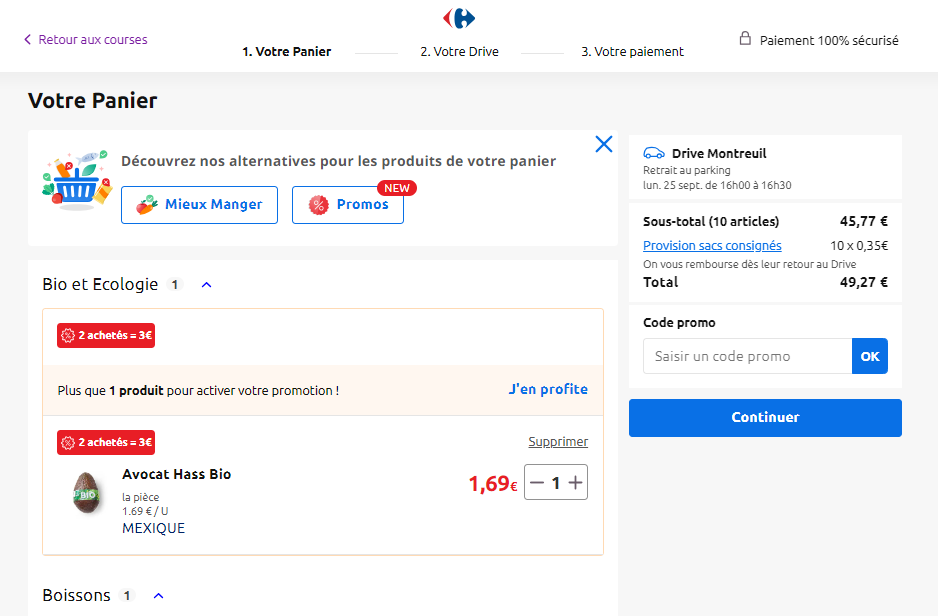 Retour aux courses
1. Votre Panier
2. Votre Drive
3. Votre paiement
Paiement 100% sécurisé
Votre Panier
Découvrez nos alternatives pour les produits de votre panier
Mieux Manger
NEW
Promos
Bio et Ecologie 1
2 achetés = 3€
Plus que 1 produit pour activer votre promotion !
J'en profite
2 achetés = 3€
Supprimer
Avocat Hass Bio
la pièce
1.69 € / U
MEXIQUE
BIO
1,69€
1
Boissons 1
Drive Montreuil
Retrait au parking
lun. 25 sept. de 16h00 à 16h30
Sous-total (10 articles) 45,77 €
Provision sacs consignés 10 x 0,35€
On vous rembourse dès leur retour au Drive
Total 49,27 €
Code promo
Saisir un code promo
OK
Continuer